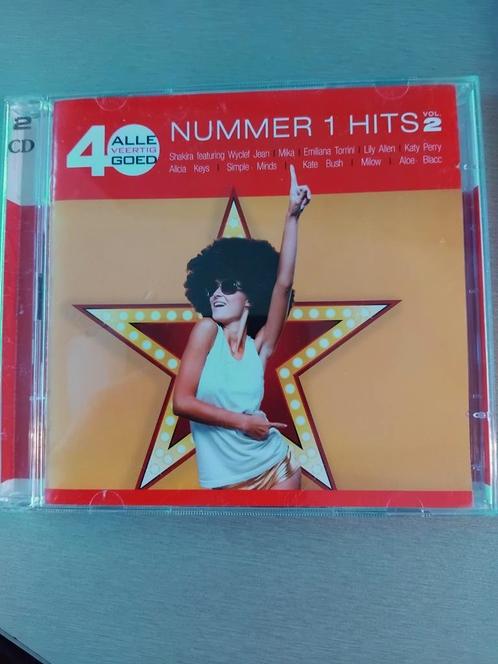 2
CD
40
ALLE
VEERTIG
GOED
NUMMER 1 HITS VOL. 2
Shakira featuring Wyclef Jean | Mika | Emiliana Torrini | Lily Allen | Katy Perry
Alicia Keys | Simple Minds | Kate Bush | Milow | Aloe Blacc